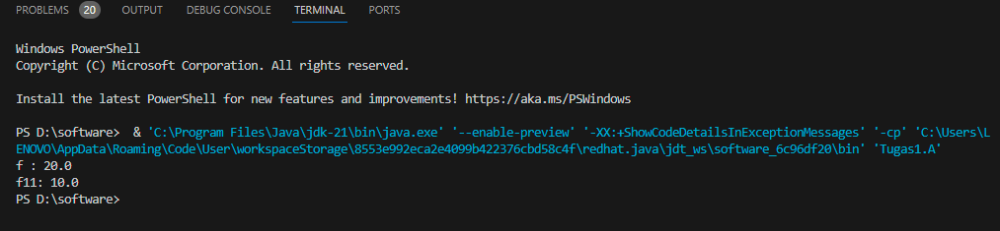 PROBLEMS 20 OUTPUT DEBUG CONSOLE TERMINAL PORTS
Windows PowerShell
Copyright (C) Microsoft Corporation. All rights reserved.
Install the latest PowerShell for new features and improvements! https://aka.ms/PSWindows
PS D:\software>  & 'C:\Program Files\Java\jdk-21\bin\java.exe' '--enable-preview' '-XX:+ShowCodeDetailsInExceptionMessages' '-cp' 'C:\Users\L
ENOVO\AppData\Roaming\Code\User\workspaceStorage\8553e992eca2e4099b422376cbd58c4f\redhat.java\jdt_ws\software_6c96df20\bin' 'Tugas1.A'
f : 20.0
f11: 10.0
PS D:\software>